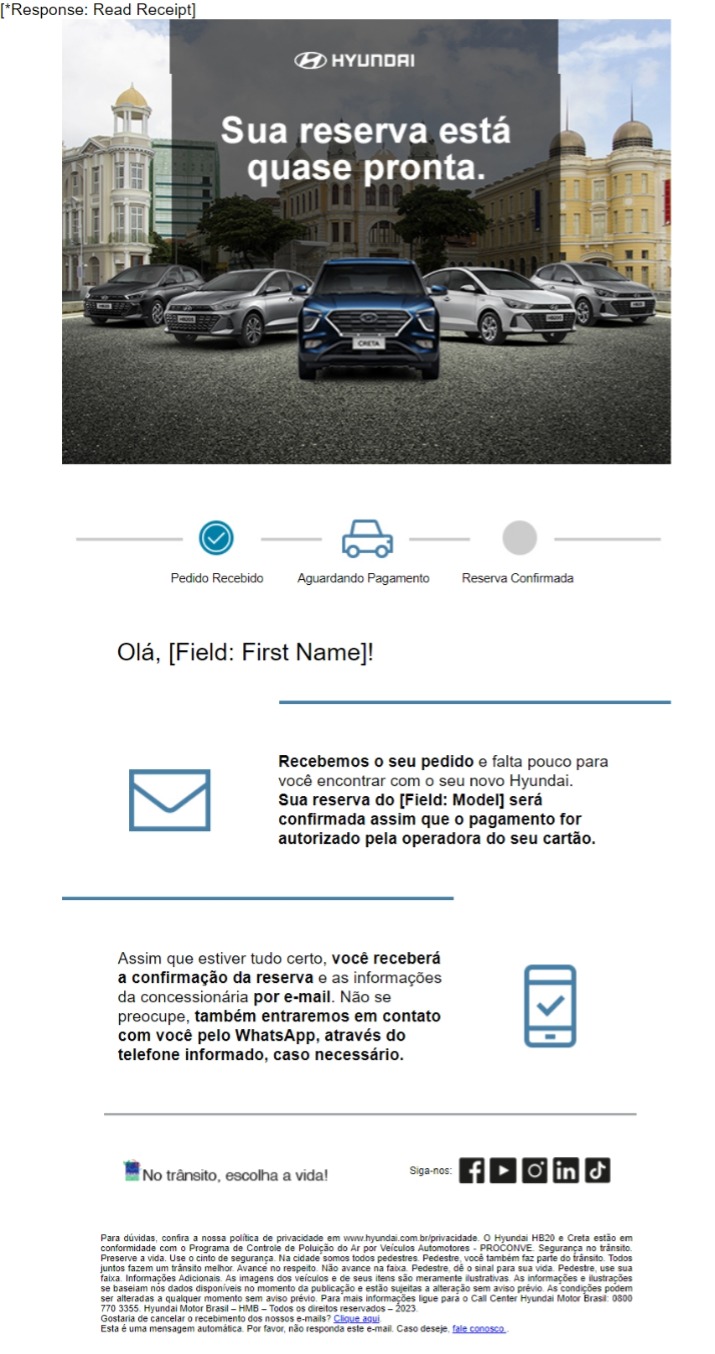 [*Response: Read Receipt]
HYUNDAI
Sua reserva está
quase pronta.
CRETA
Pedido Recebido
Aguardando Pagamento
Reserva Confirmada
Olá, [Field: First Name]!
Recebemos o seu pedido e falta pouco para
você encontrar com o seu novo Hyundai.
Sua reserva do [Field: Model] será
confirmada assim que o pagamento for
autorizado pela operadora do seu cartão.
Assim que estiver tudo certo, você receberá
a confirmação da reserva e as informações
da concessionária por e-mail. Não se
preocupe, também entraremos em contato
com você pelo WhatsApp, através do
telefone informado, caso necessário.
No trânsito, escolha a vida!
Siga-nos:
Para dúvidas, confira a nossa política de privacidade em www.hyundai.com.br/privacidade. O Hyundai HB20 e Creta estão em
conformidade com o Programa de Controle de Poluição do Ar por Veículos Automotores - PROCONVE. Segurança no trânsito.
Preserve a vida. Use o cinto de segurança. Na cidade somos todos pedestres. Pedestre, você também faz parte do trânsito. Todos
juntos fazem um trânsito melhor. Avance no respeito. Não avance na faixa. Pedestre, dê o sinal para sua vida. Pedestre, use sua
faixa. Informações Adicionais. As imagens dos veículos e de seus itens são meramente ilustrativas. As informações e ilustrações
se baseiam nos dados disponíveis no momento da publicação e estão sujeitas a alteração sem aviso prévio. As condições podem
ser alteradas a qualquer momento sem aviso prévio. Para mais informações ligue para o Call Center Hyundai Motor Brasil: 0800
770 3355. Hyundai Motor Brasil – HMB – Todos os direitos reservados – 2023.
Gostaria de cancelar o recebimento dos nossos e-mails? Clique aqui.
Esta é uma mensagem automática. Por favor, não responda este e-mail. Caso deseje, fale conosco.